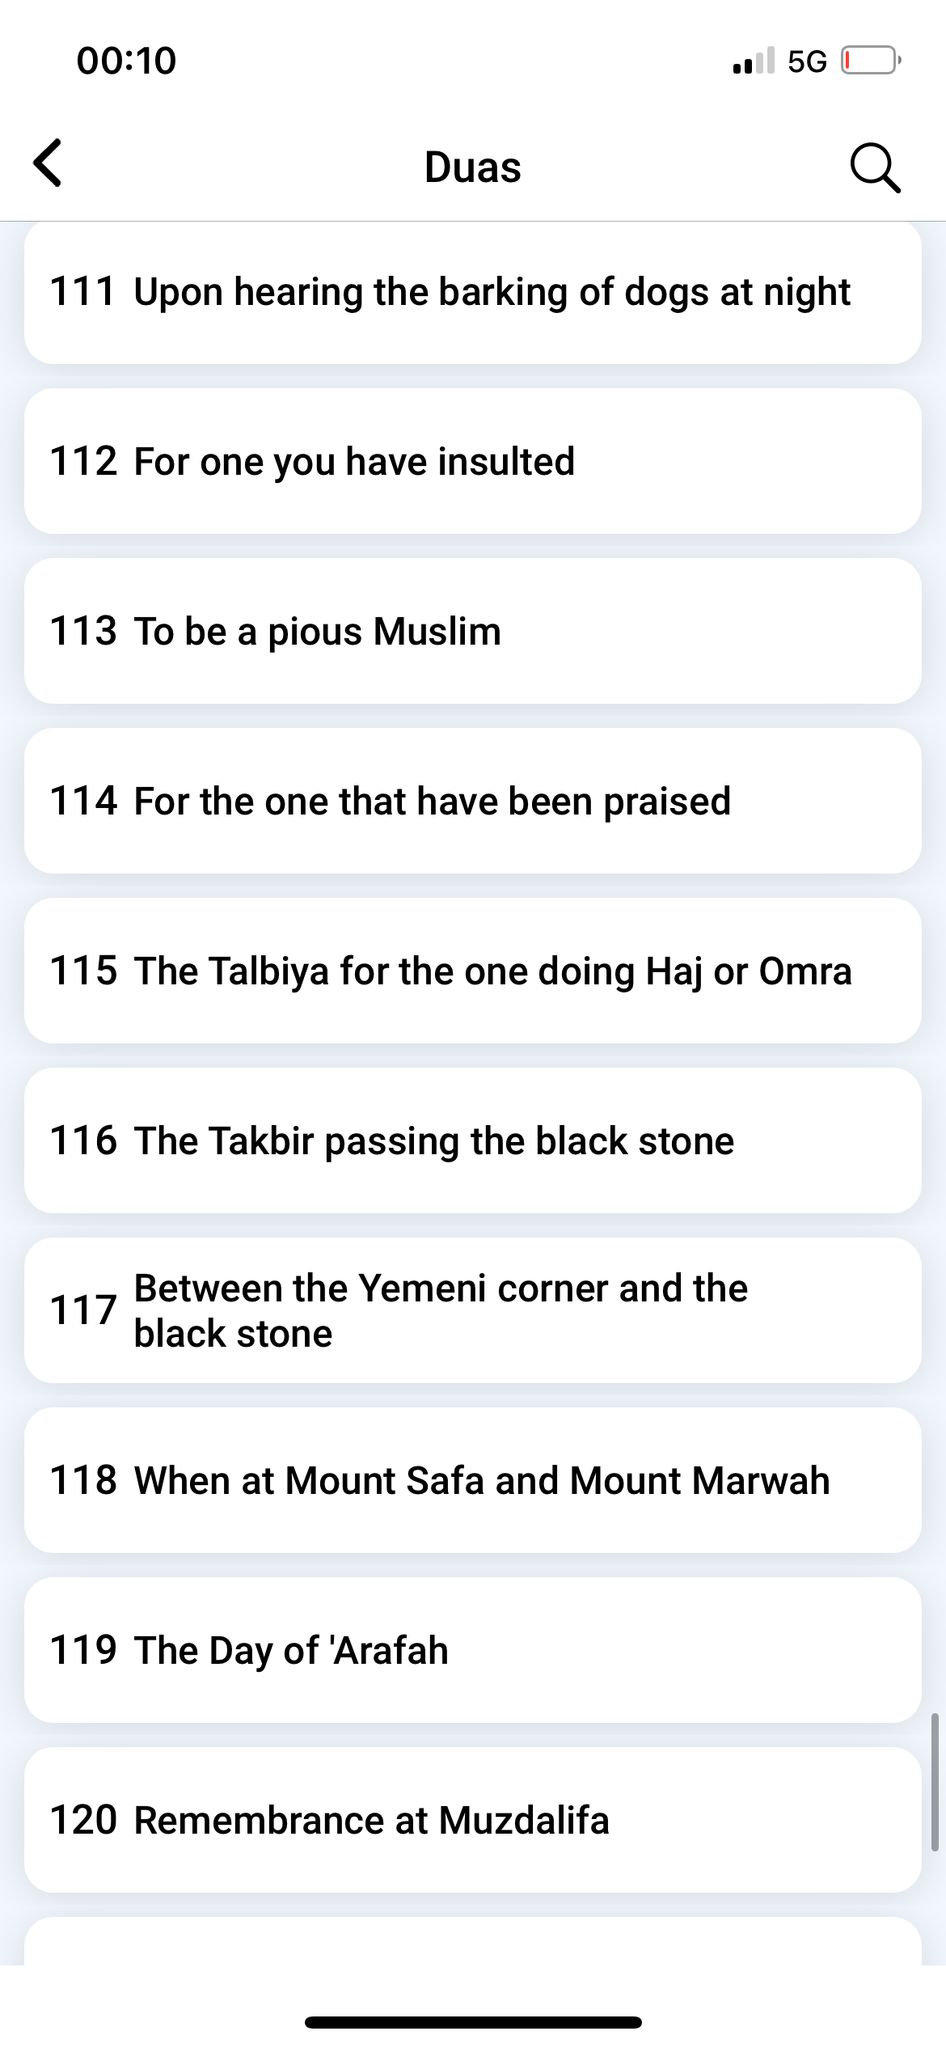 00:10
5G
Duas
111 Upon hearing the barking of dogs at night
112 For one you have insulted
113 To be a pious Muslim
114 For the one that have been praised
115 The Talbiya for the one doing Haj or Omra
116 The Takbir passing the black stone
117 Between the Yemeni corner and the
black stone
118 When at Mount Safa and Mount Marwah
119 The Day of 'Arafah
120 Remembrance at Muzdalifa